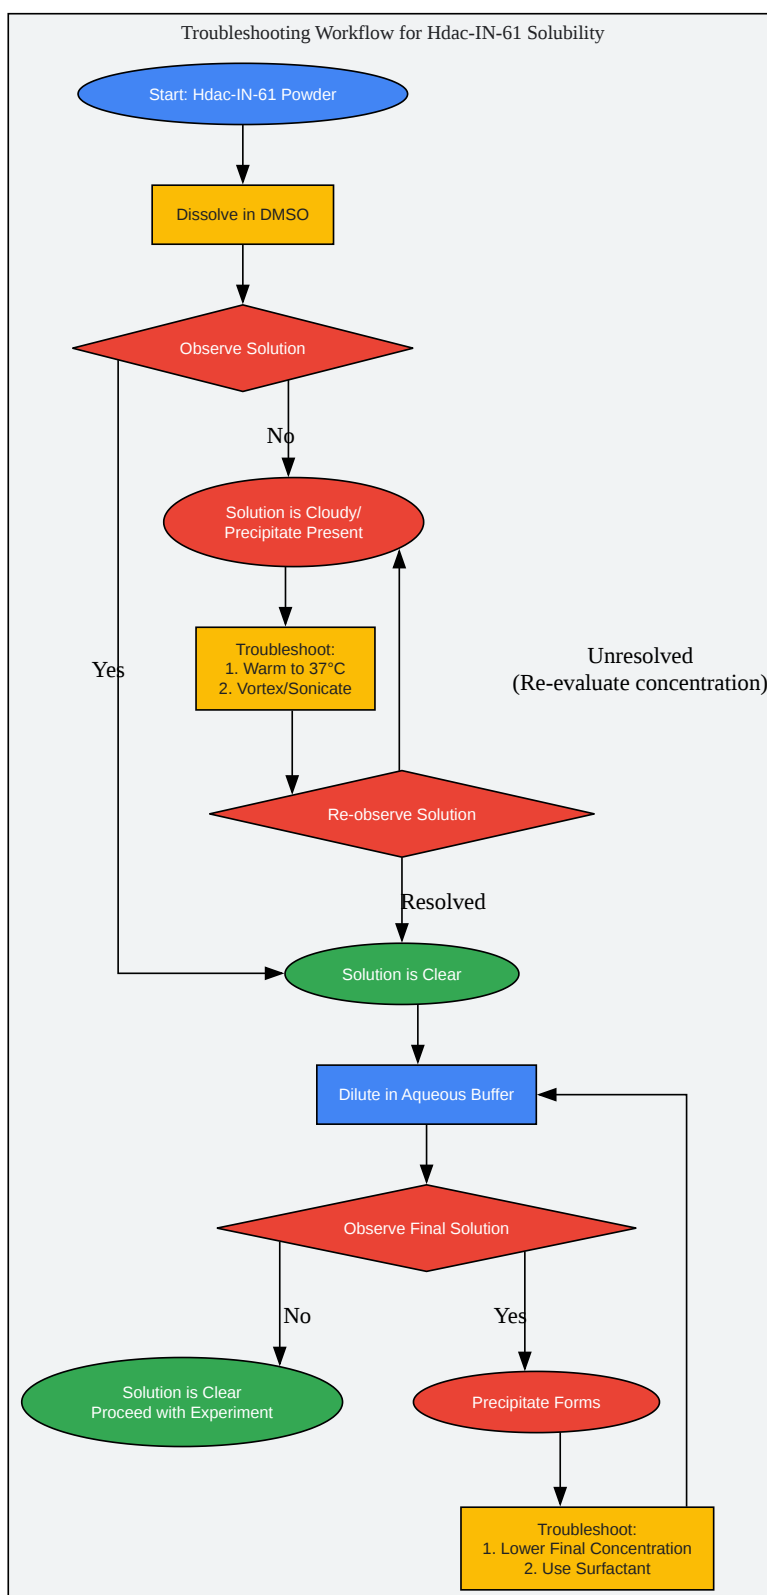 Troubleshooting Workflow for Hdac-IN-61 Solubility
Start: Hdac-IN-61 Powder
Dissolve in DMSO
Observe Solution
No
Solution is Cloudy/
Precipitate Present
Troubleshoot:
1. Warm to 37°C
2. Vortex/Sonicate
Yes
Unresolved
(Re-evaluate concentration)
Re-observe Solution
Resolved
Solution is Clear
Dilute in Aqueous Buffer
Observe Final Solution
No
Yes
Solution is Clear
Proceed with Experiment
Precipitate Forms
Troubleshoot:
1. Lower Final Concentration
2. Use Surfactant